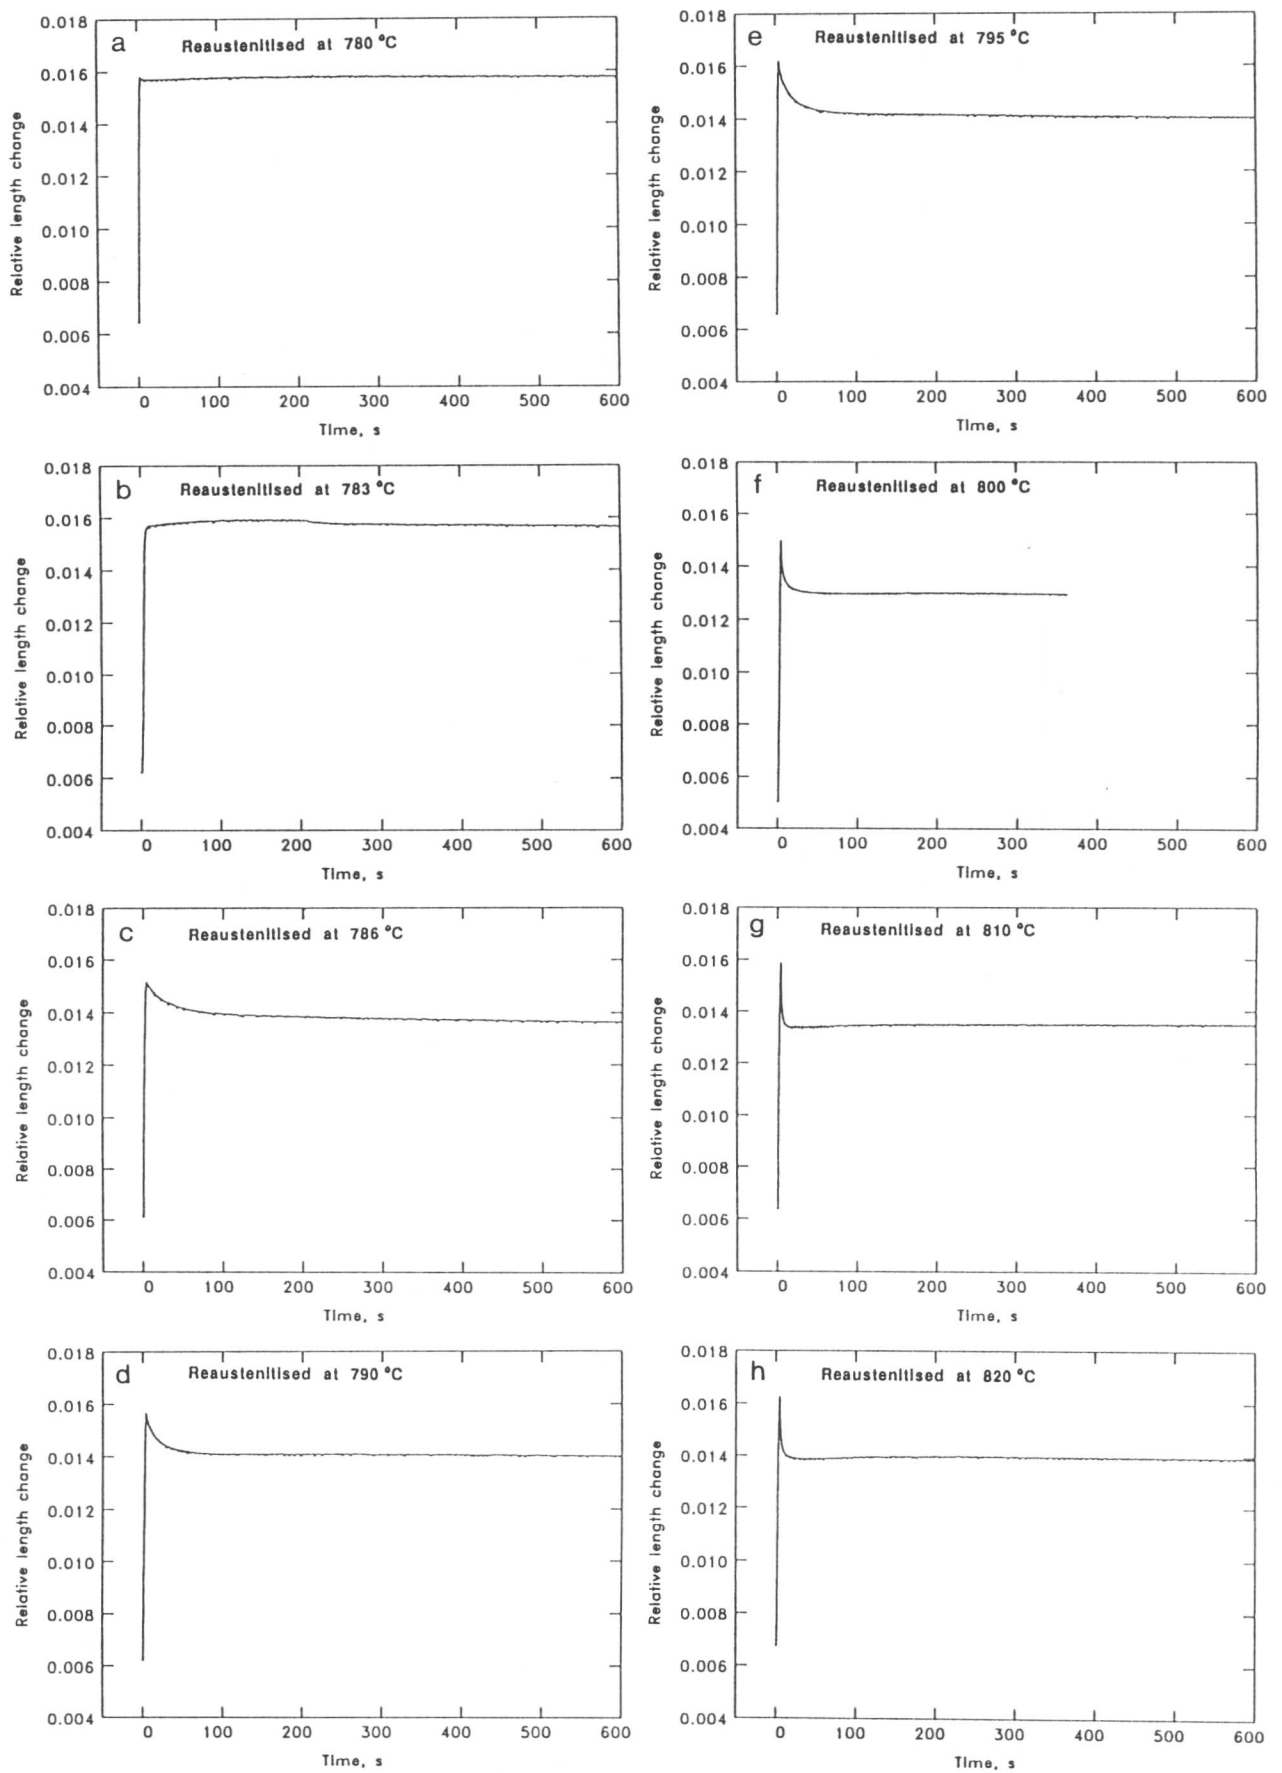 a
Reaustenitised at 780 °C
Relative length change
0.018
0.016
0.014
0.012
0.010
0.008
0.006
0.004
0 100 200 300 400 500 600
Time, s
b
Reaustenitised at 783 °C
Relative length change
0.018
0.016
0.014
0.012
0.010
0.008
0.006
0.004
0 100 200 300 400 500 600
Time, s
c
Reaustenitised at 786 °C
Relative length change
0.018
0.016
0.014
0.012
0.010
0.008
0.006
0.004
0 100 200 300 400 500 600
Time, s
d
Reaustenitised at 790 °C
Relative length change
0.018
0.016
0.014
0.012
0.010
0.008
0.006
0.004
0 100 200 300 400 500 600
Time, s
e
Reaustenitised at 795 °C
Relative length change
0.018
0.016
0.014
0.012
0.010
0.008
0.006
0.004
0 100 200 300 400 500 600
Time, s
f
Reaustenitised at 800 °C
Relative length change
0.018
0.016
0.014
0.012
0.010
0.008
0.006
0.004
0 100 200 300 400 500 600
Time, s
g
Reaustenitised at 810 °C
Relative length change
0.018
0.016
0.014
0.012
0.010
0.008
0.006
0.004
0 100 200 300 400 500 600
Time, s
h
Reaustenitised at 820 °C
Relative length change
0.018
0.016
0.014
0.012
0.010
0.008
0.006
0.004
0 100 200 300 400 500 600
Time, s